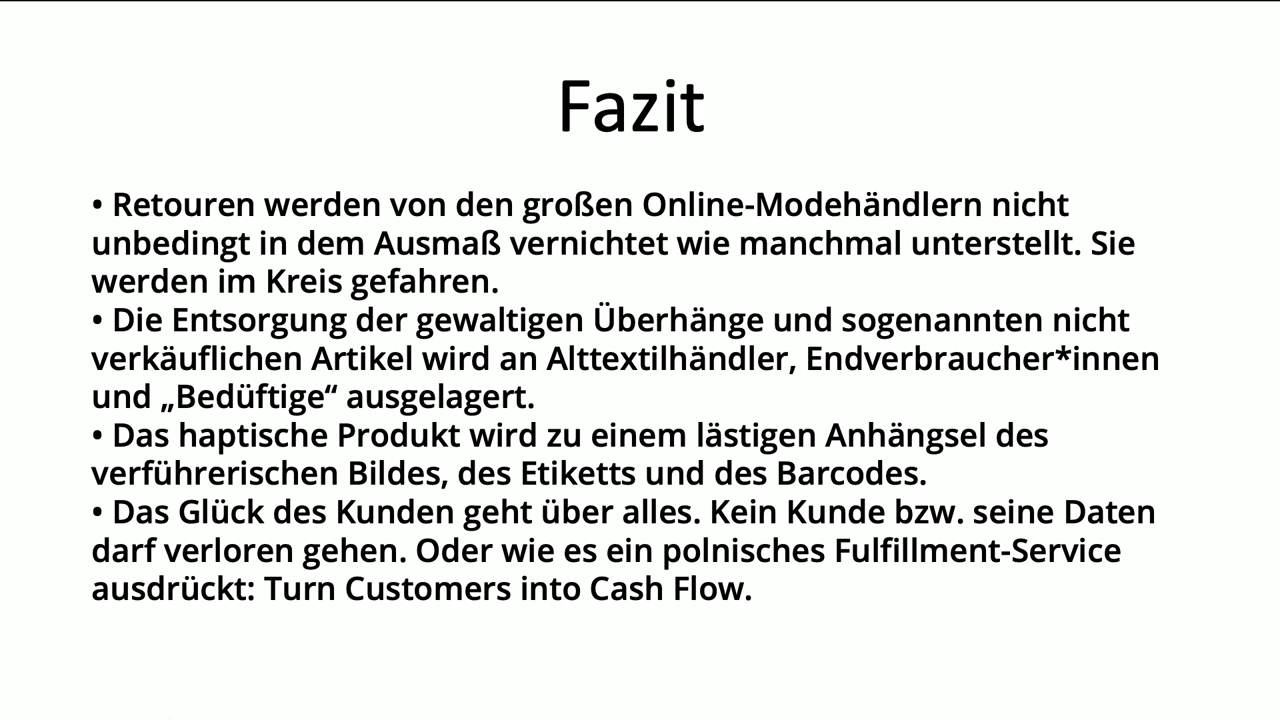 Fazit
• Retouren werden von den großen Online-Modehändlern nicht
unbedingt in dem Ausmaß vernichtet wie manchmal unterstellt. Sie
werden im Kreis gefahren.
• Die Entsorgung der gewaltigen Überhänge und sogenannten nicht
verkäuflichen Artikel wird an Alttextilhändler, Endverbraucher*innen
und „Bedüftige“ ausgelagert.
• Das haptische Produkt wird zu einem lästigen Anhängsel des
verführerischen Bildes, des Etiketts und des Barcodes.
• Das Glück des Kunden geht über alles. Kein Kunde bzw. seine Daten
darf verloren gehen. Oder wie es ein polnisches Fulfillment-Service
ausdrückt: Turn Customers into Cash Flow.